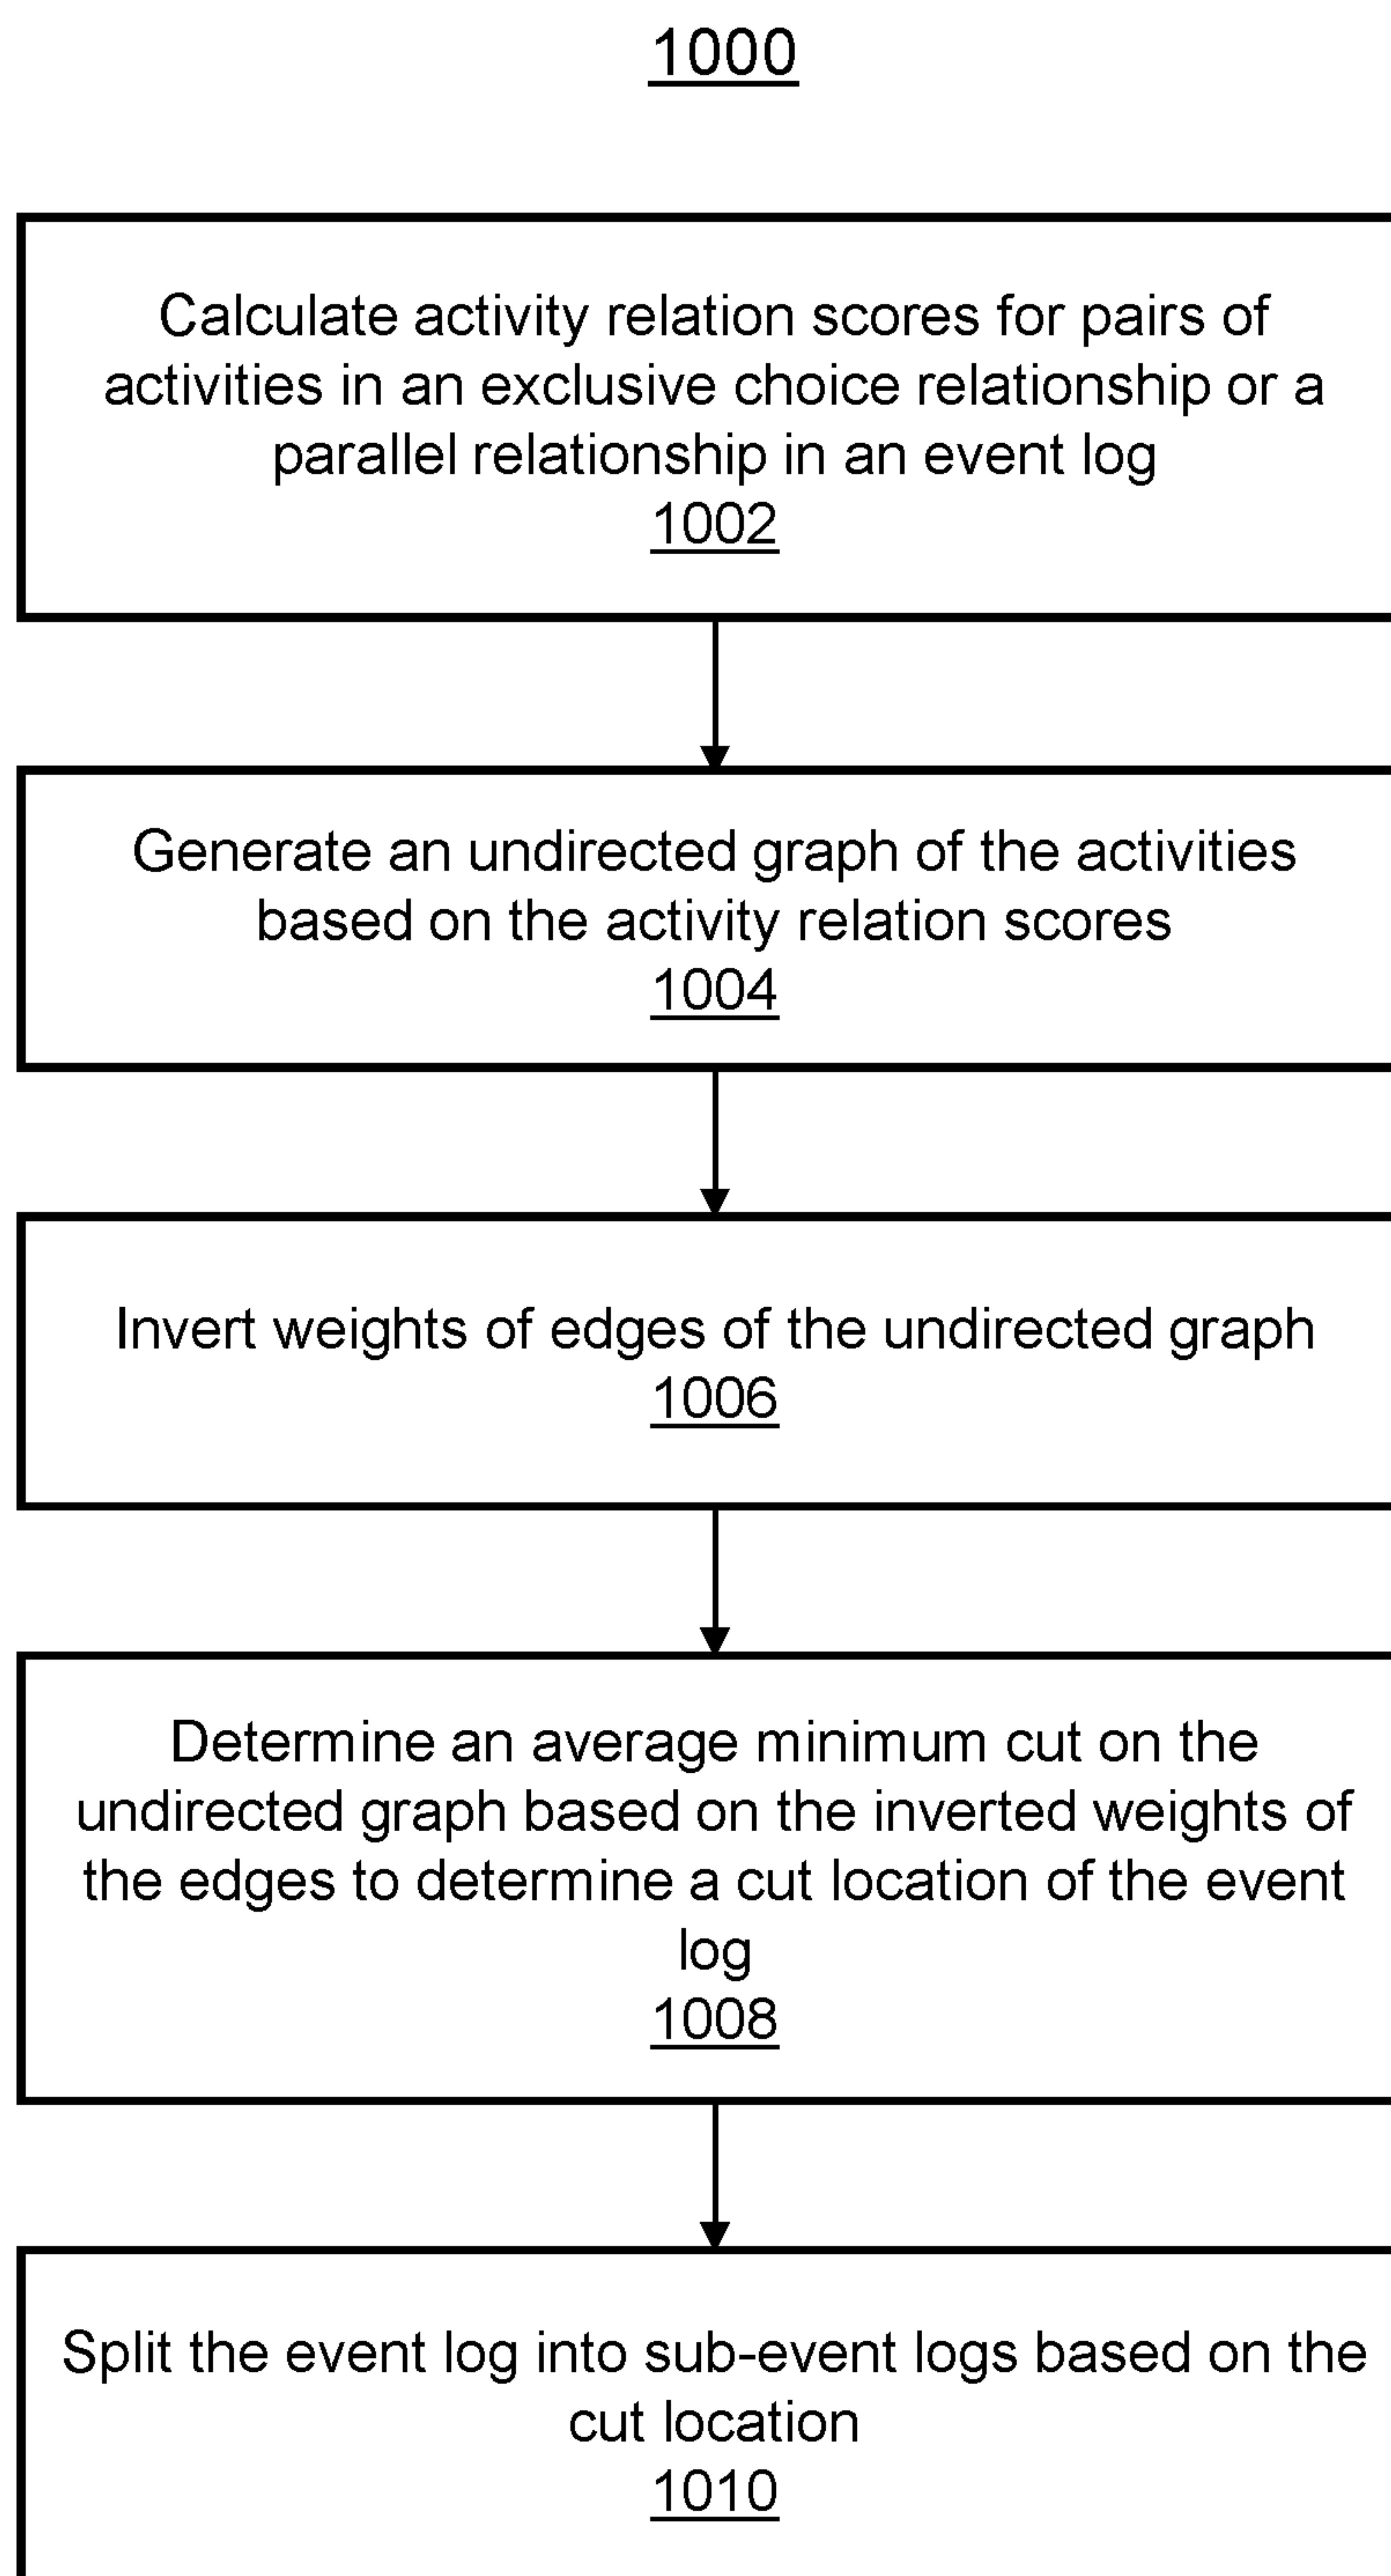 1000
Calculate activity relation scores for pairs of
activities in an exclusive choice relationship or a
parallel relationship in an event log
1002
Generate an undirected graph of the activities
based on the activity relation scores
1004
Invert weights of edges of the undirected graph
1006
Determine an average minimum cut on the
undirected graph based on the inverted weights of
the edges to determine a cut location of the event
log
1008
Split the event log into sub-event logs based on the
cut location
1010